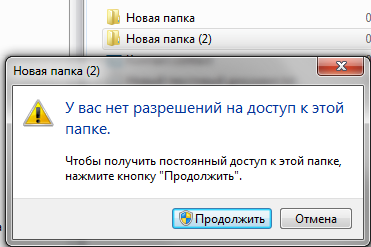 Новая папка
Новая папка (2)
Новая папка (2)
У вас нет разрешений на доступ к этой
папке.
Чтобы получить постоянный доступ к этой папке,
нажмите кнопку "Продолжить".
Продолжить
Отмена